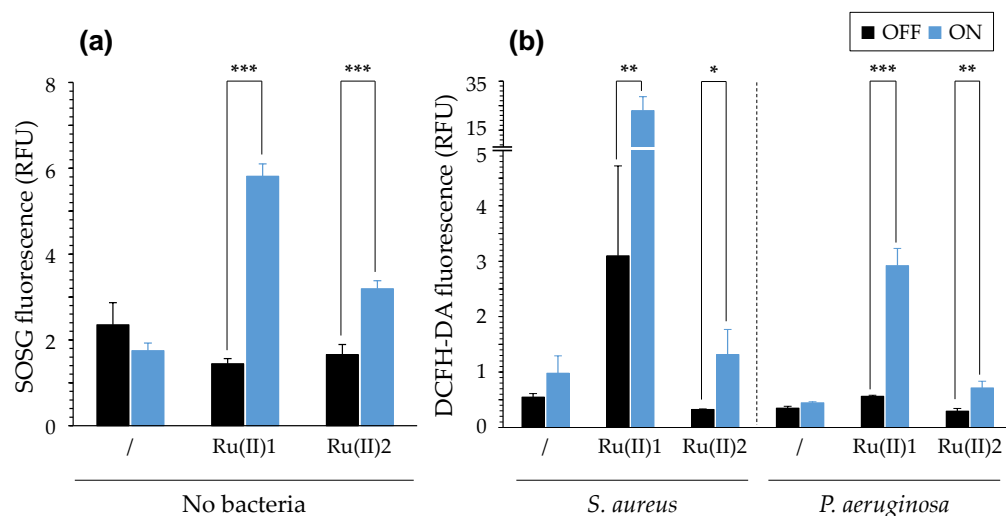 OFF ON
(a)
(b)
SOSG fluorescence (RFU)
8
6
4
2
0
***
***
/
Ru(II)1
Ru(II)2
No bacteria
DCFH-DA fluorescence (RFU)
35
15
5
4
3
2
1
0
**
*
***
**
/
Ru(II)1
Ru(II)2
/
Ru(II)1
Ru(II)2
S. aureus
P. aeruginosa